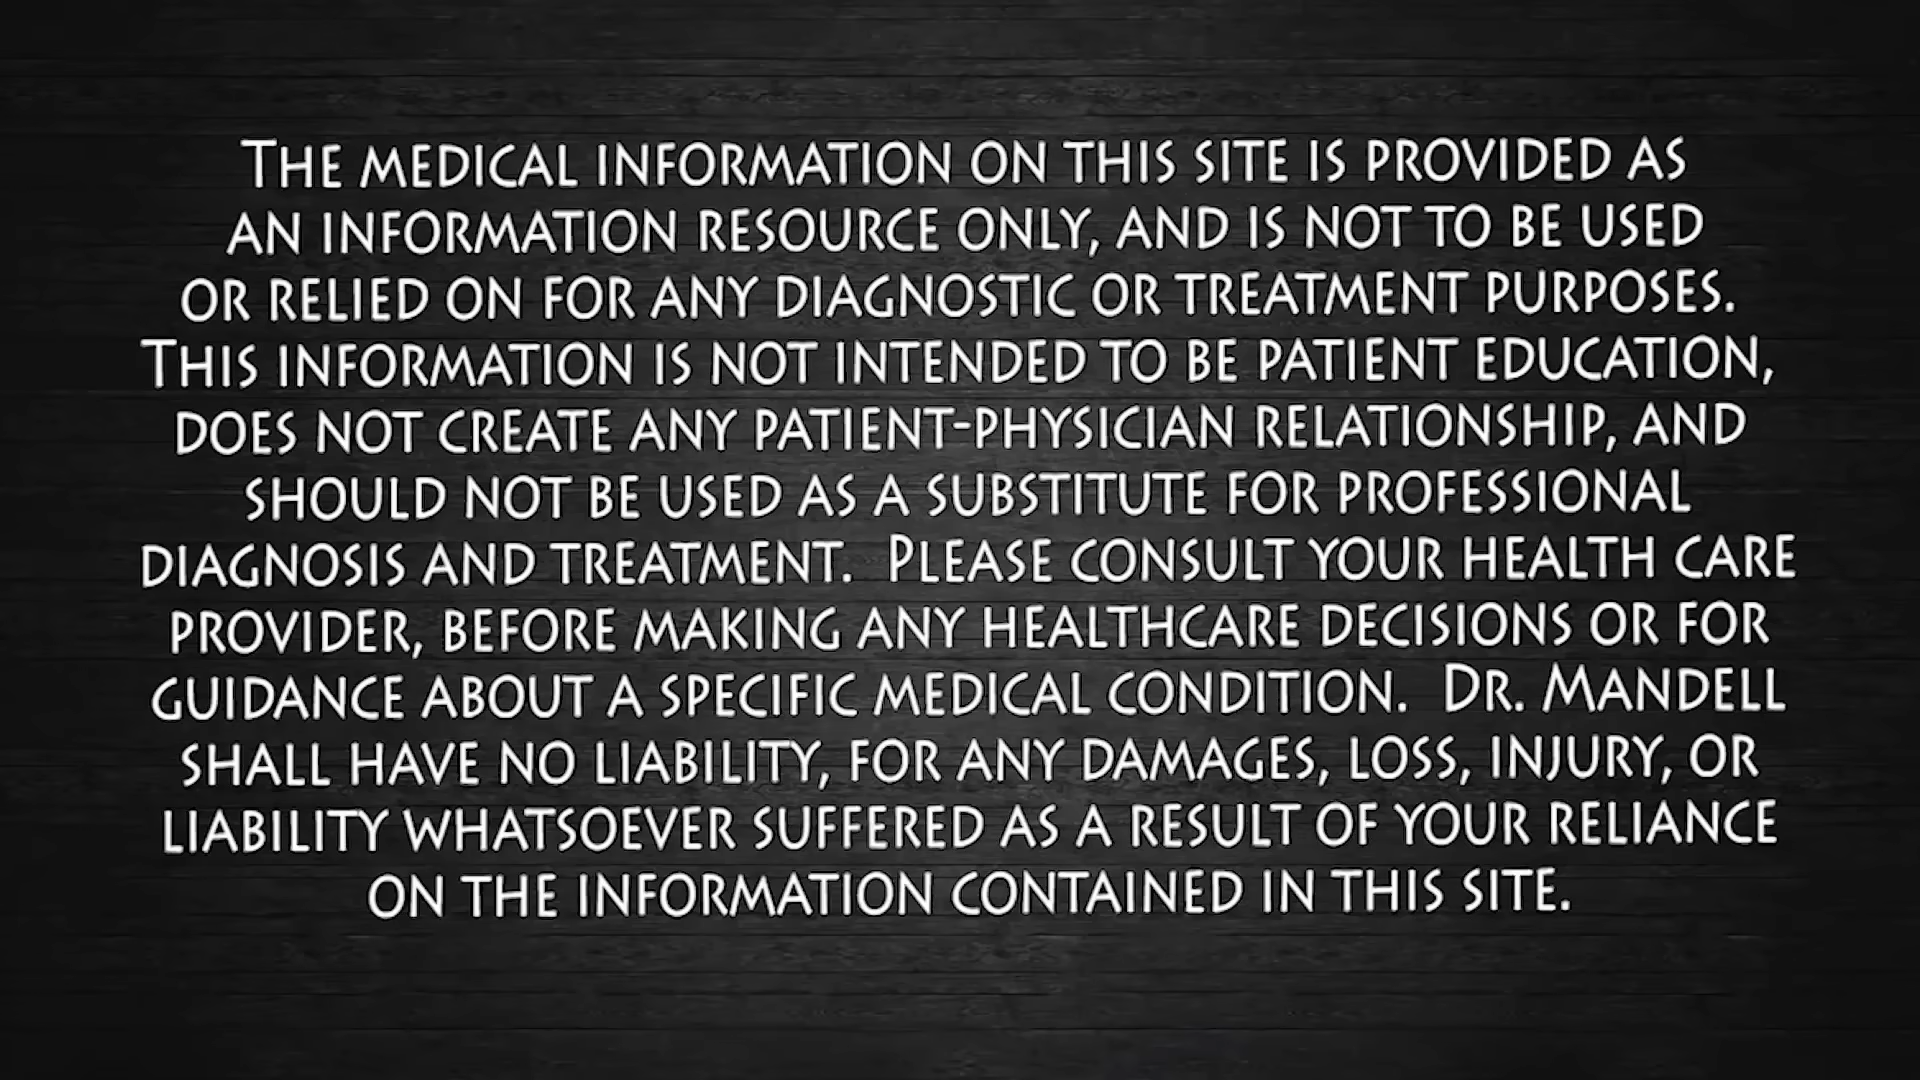 The medical information on this site is provided as
an information resource only, and is not to be used
or relied on for any diagnostic or treatment purposes.
This information is not intended to be patient education,
does not create any patient-physician relationship, and
should not be used as a substitute for professional
diagnosis and treatment.  Please consult your health care
provider, before making any healthcare decisions or for
guidance about a specific medical condition.  Dr. Mandell
shall have no liability, for any damages, loss, injury, or
liability whatsoever suffered as a result of your reliance
on the information contained in this site.